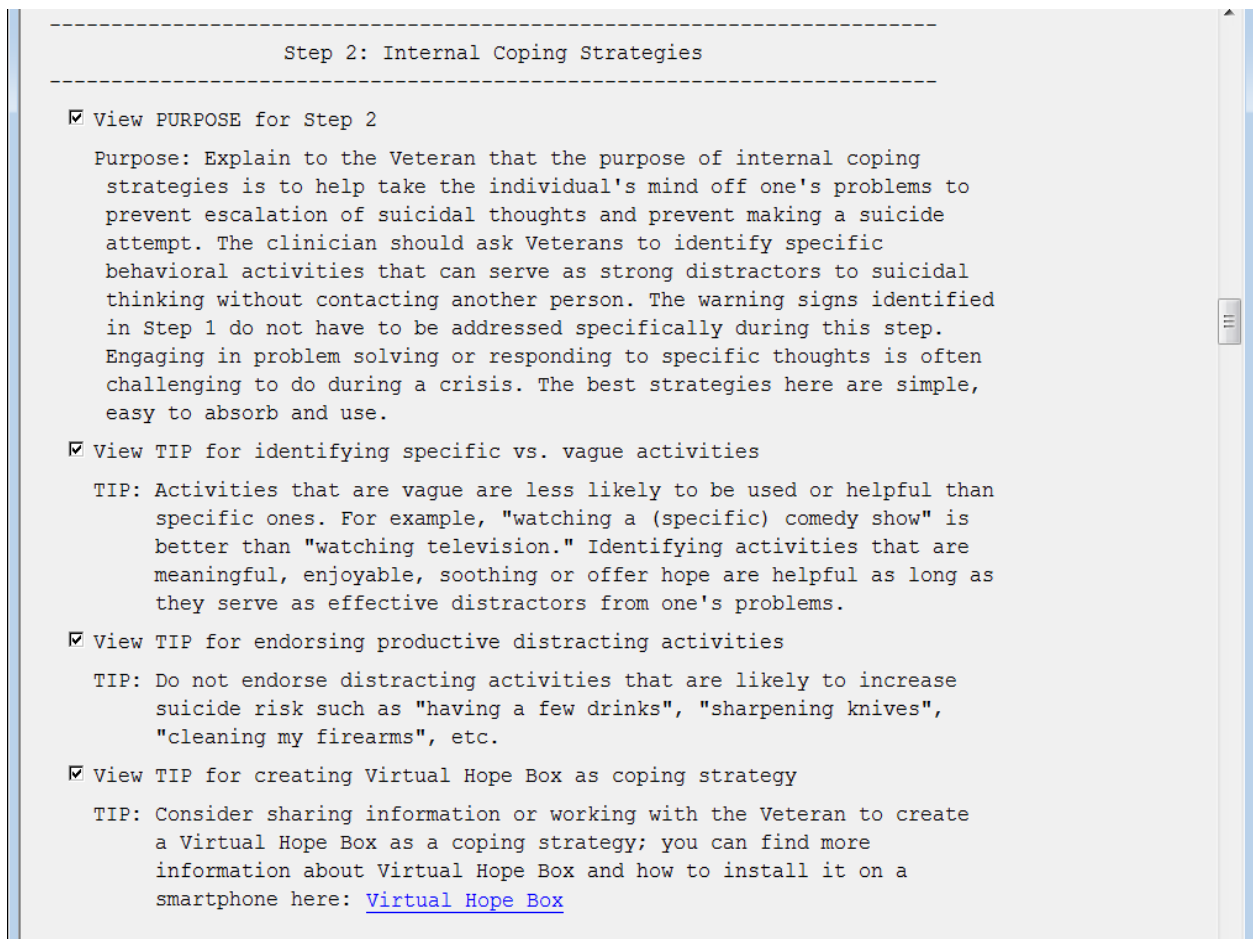 ------------------------------------------------------------------------
Step 2: Internal Coping Strategies
------------------------------------------------------------------------
View PURPOSE for Step 2
Purpose: Explain to the Veteran that the purpose of internal coping
strategies is to help take the individual's mind off one's problems to
prevent escalation of suicidal thoughts and prevent making a suicide
attempt. The clinician should ask Veterans to identify specific
behavioral activities that can serve as strong distractors to suicidal
thinking without contacting another person. The warning signs identified
in Step 1 do not have to be addressed specifically during this step.
Engaging in problem solving or responding to specific thoughts is often
challenging to do during a crisis. The best strategies here are simple,
easy to absorb and use.
View TIP for identifying specific vs. vague activities
TIP: Activities that are vague are less likely to be used or helpful than
specific ones. For example, "watching a (specific) comedy show" is
better than "watching television." Identifying activities that are
meaningful, enjoyable, soothing or offer hope are helpful as long as
they serve as effective distractors from one's problems.
View TIP for endorsing productive distracting activities
TIP: Do not endorse distracting activities that are likely to increase
suicide risk such as "having a few drinks", "sharpening knives",
"cleaning my firearms", etc.
View TIP for creating Virtual Hope Box as coping strategy
TIP: Consider sharing information or working with the Veteran to create
a Virtual Hope Box as a coping strategy; you can find more
information about Virtual Hope Box and how to install it on a
smartphone here: Virtual Hope Box